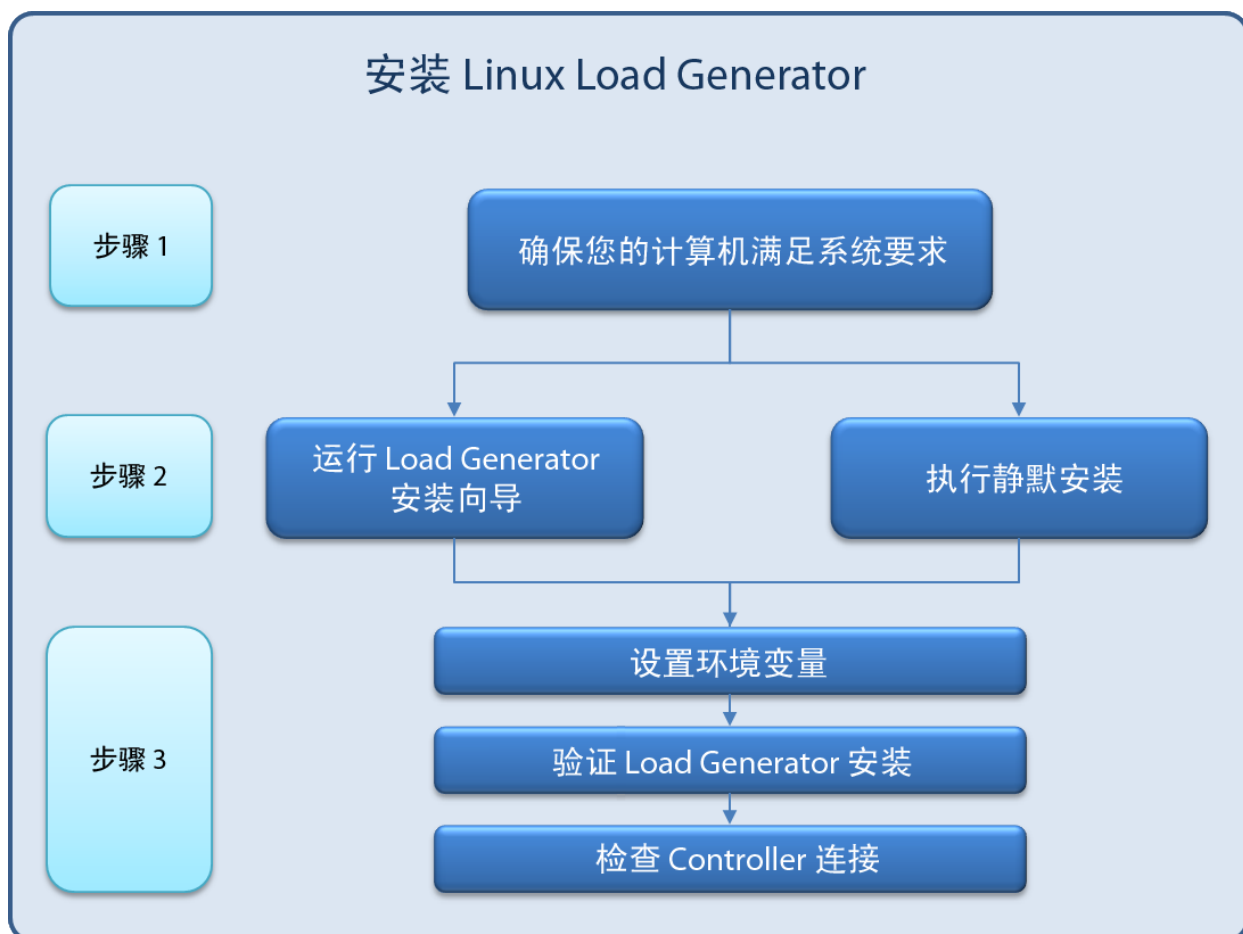 安装 Linux Load Generator
步骤 1
确保您的计算机满足系统要求
步骤 2
运行 Load Generator
安装向导
执行静默安装
步骤 3
设置环境变量
验证 Load Generator 安装
检查 Controller 连接